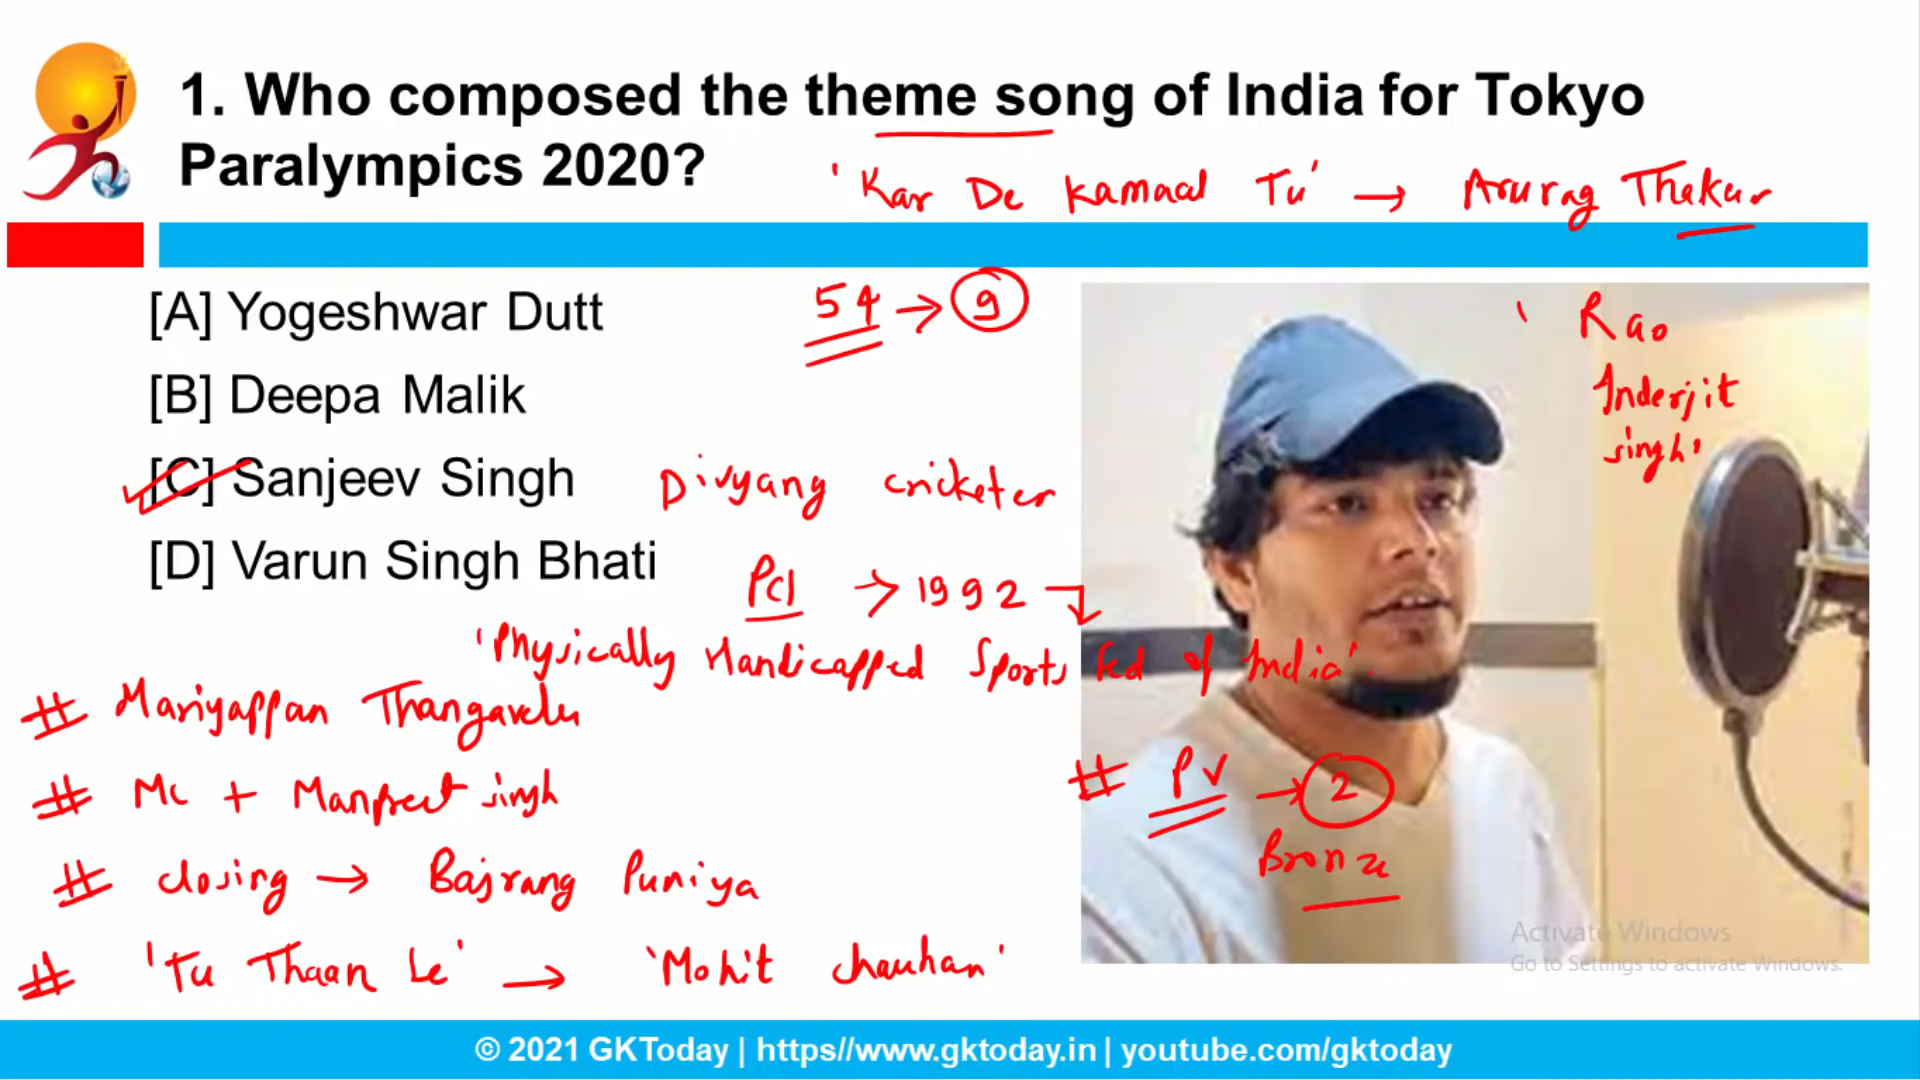 1. Who composed the theme song of India for Tokyo
Paralympics 2020?
'Kar De Kamaal Tu' → Anurag Thakur
[A] Yogeshwar Dutt
54 → 9
' Rao
Inderjit
singh'
[B] Deepa Malik
[C] Sanjeev Singh Divyang cricketer
[D] Varun Singh Bhati
PCI → 1992
'Physically Handicapped Sports Fed of India'
# Mariyappan Thangavelu
# PV → 2
Bronze
# MC + Manpreet singh
# closing → Bajrang Puniya
# 'Tu Thaan Le' → 'Mohit Chauhan'
Activate Windows
Go to Settings to activate Windows.
© 2021 GKToday | https//www.gktoday.in | youtube.com/gktoday